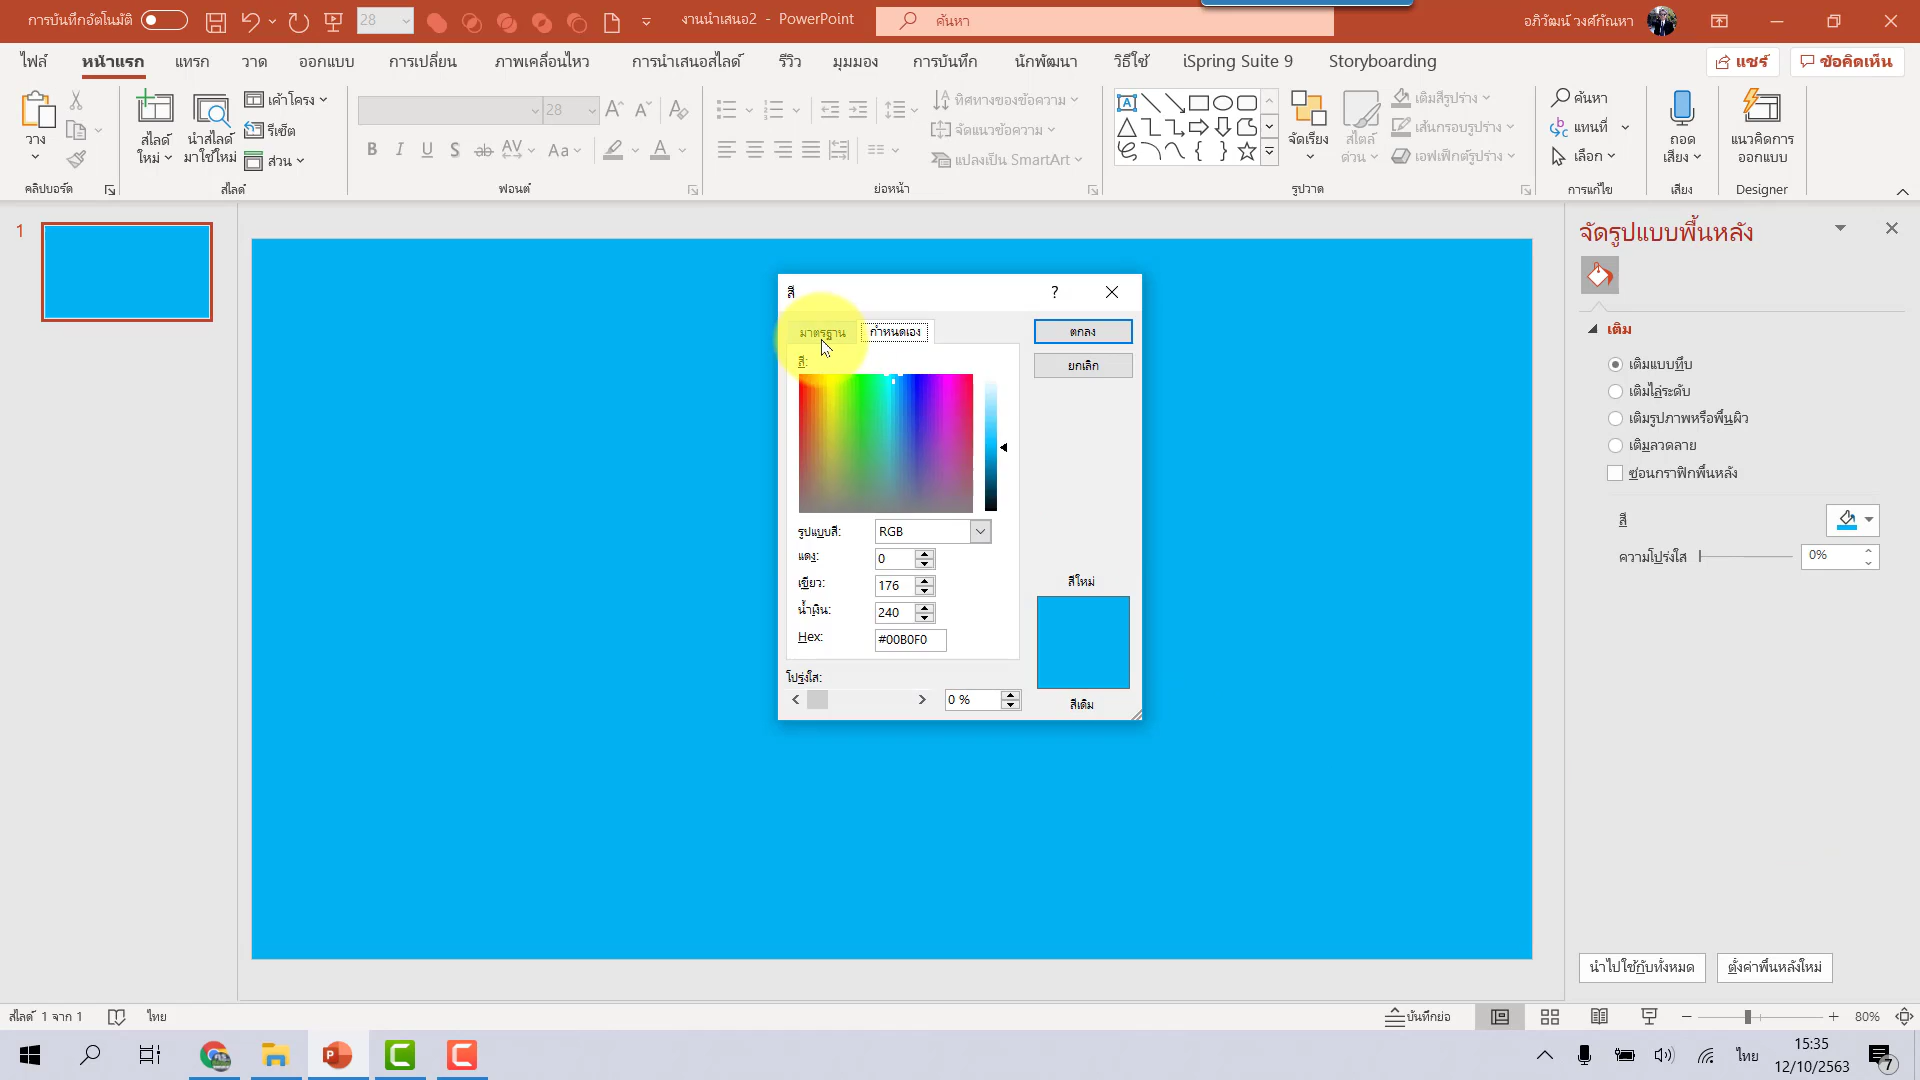 การบันทึกอัตโนมัติ
28
งานนำเสนอ2 - PowerPoint
ค้นหา
อภิวัฒน์ วงศ์กัณหา
ไฟล์ หน้าแรก แทรก วาด ออกแบบ การเปลี่ยน ภาพเคลื่อนไหว การนำเสนอสไลด์ รีวิว มุมมอง การบันทึก นักพัฒนา วิธีใช้ iSpring Suite 9 Storyboarding
แชร์ ข้อคิดเห็น
วาง
คลิปบอร์ด
สไลด์
ใหม่
นำสไลด์
มาใช้ใหม่
เค้าโครง
รีเซ็ต
ส่วน
สไลด์
28
B I U S ab AV Aa A
ฟอนต์
ทิศทางของข้อความ
จัดแนวข้อความ
แปลงเป็น SmartArt
ย่อหน้า
จัดเรียง
สไตล์
ด่วน
เติมสีรูปร่าง
เส้นกรอบรูปร่าง
เอฟเฟ็กต์รูปร่าง
รูปวาด
ค้นหา
แทนที่
เลือก
การแก้ไข
ถอด
เสียง
เสียง
แนวคิดการ
ออกแบบ
Designer
1
สี
?
มาตรฐาน กำหนดเอง
ตกลง
ยกเลิก
สี:
รูปแบบสี: RGB
แดง: 0
เขียว: 176
น้ำเงิน: 240
Hex: #00B0F0
โปร่งใส:
0 %
สีใหม่
สีเดิม
จัดรูปแบบพื้นหลัง
เติม
เติมแบบทึบ
เติมไล่ระดับ
เติมรูปภาพหรือพื้นผิว
เติมลวดลาย
ซ่อนกราฟิกพื้นหลัง
สี
ความโปร่งใส 0%
นำไปใช้กับทั้งหมด ตั้งค่าพื้นหลังใหม่
สไลด์ 1 จาก 1 ไทย
บันทึกย่อ
80%
ไทย
15:35
12/10/2563
7